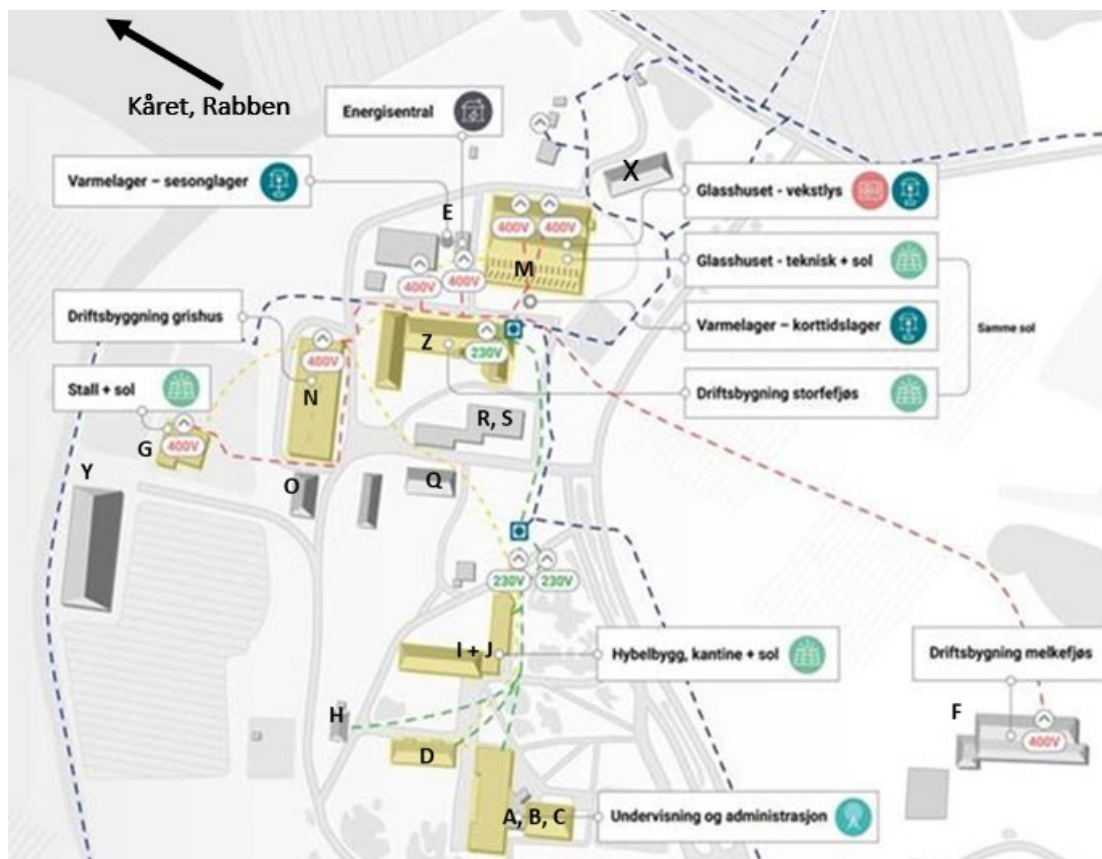 Kåret, Rabben
Energisentral
Varmelager – sesonglager
X
Glasshuset - vekstlys
E
400V 400V
Glasshuset - teknisk + sol
M
400V 400V
Driftsbyggning grishus
Varmelager – korttidslager
Samme sol
Z
230V
400V
Stall + sol
N
Driftsbygning storfefjøs
R, S
G
400V
Y
O
Q
230V 230V
I + J
Hybelbygg, kantine + sol
Driftsbygning melkefjøs
H
F
400V
D
A, B, C
Undervisning og administrasjon